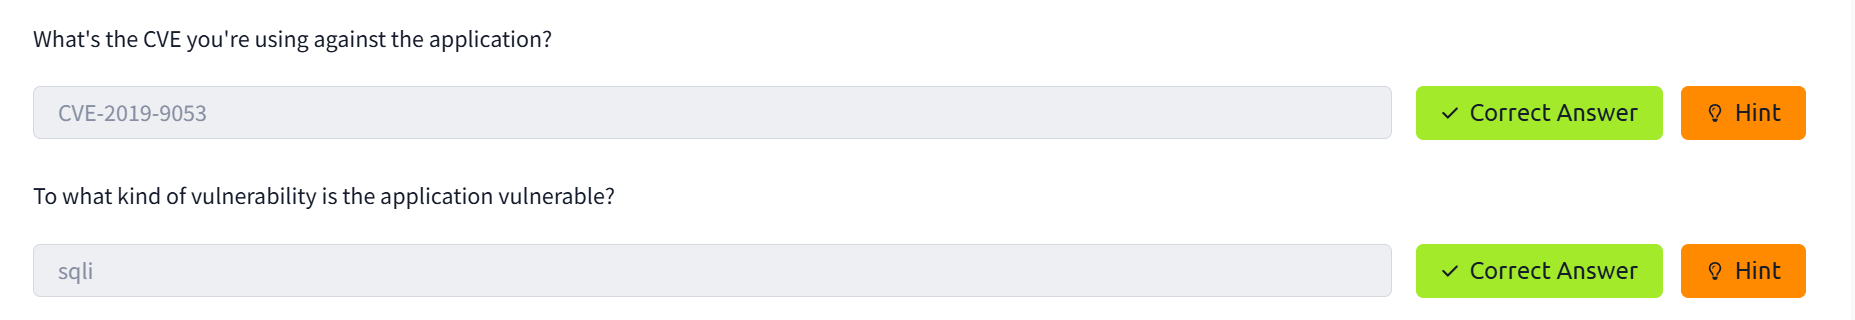 What's the CVE you're using against the application?
CVE-2019-9053
Correct Answer
Hint
To what kind of vulnerability is the application vulnerable?
sqli
Correct Answer
Hint